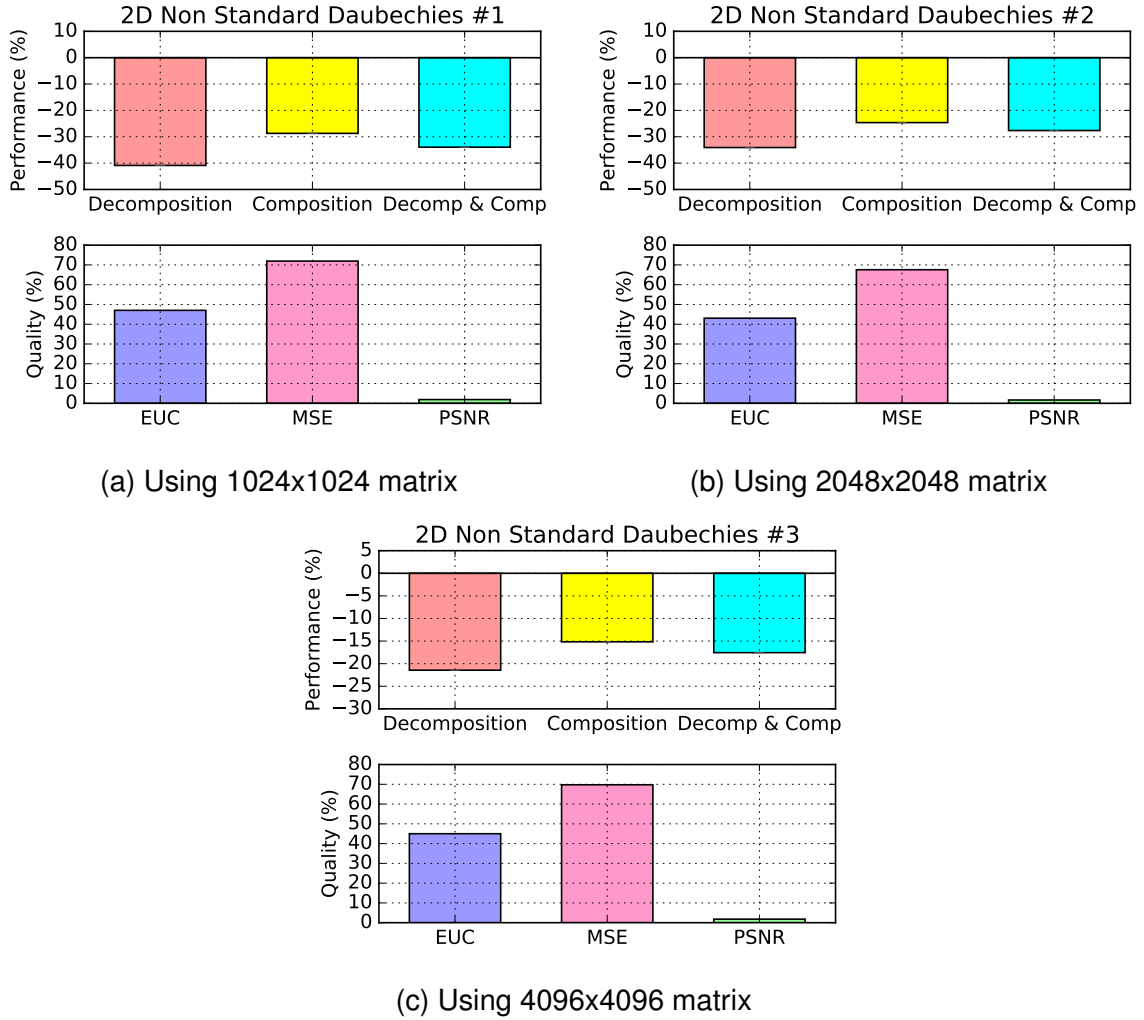 2D Non Standard Daubechies #1
Performance (%)
10
0
−10
−20
−30
−40
−50
Decomposition Composition Decomp & Comp
Quality (%)
80
70
60
50
40
30
20
10
0
EUC MSE PSNR
(a) Using 1024x1024 matrix
2D Non Standard Daubechies #2
Performance (%)
10
0
−10
−20
−30
−40
−50
Decomposition Composition Decomp & Comp
Quality (%)
80
70
60
50
40
30
20
10
0
EUC MSE PSNR
(b) Using 2048x2048 matrix
2D Non Standard Daubechies #3
Performance (%)
5
0
−5
−10
−15
−20
−25
−30
Decomposition Composition Decomp & Comp
Quality (%)
80
70
60
50
40
30
20
10
0
EUC MSE PSNR
(c) Using 4096x4096 matrix